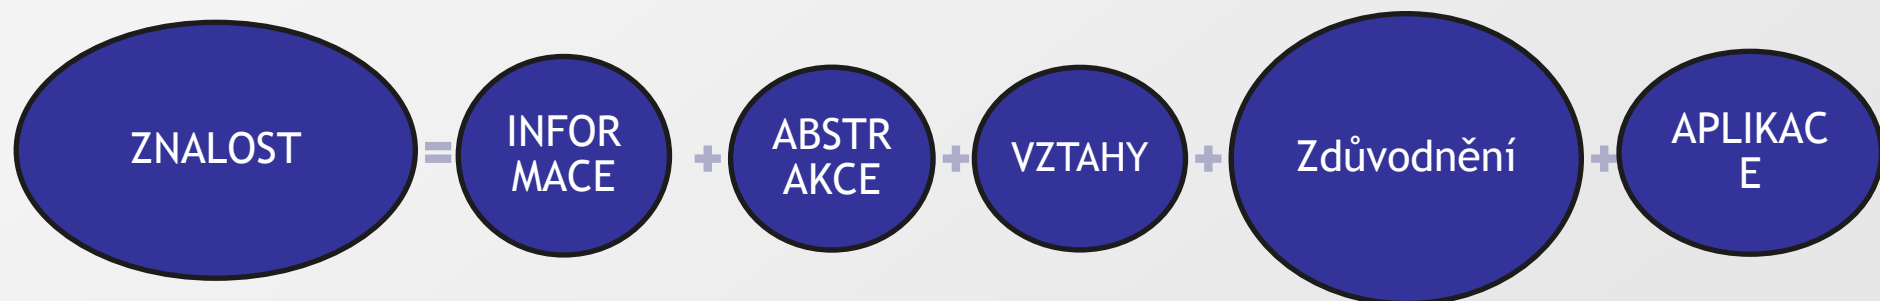 ZNALOST
=
INFOR
MACE
+
ABSTR
AKCE
+
VZTAHY
+
Zdůvodnění
+
APLIKAC
E